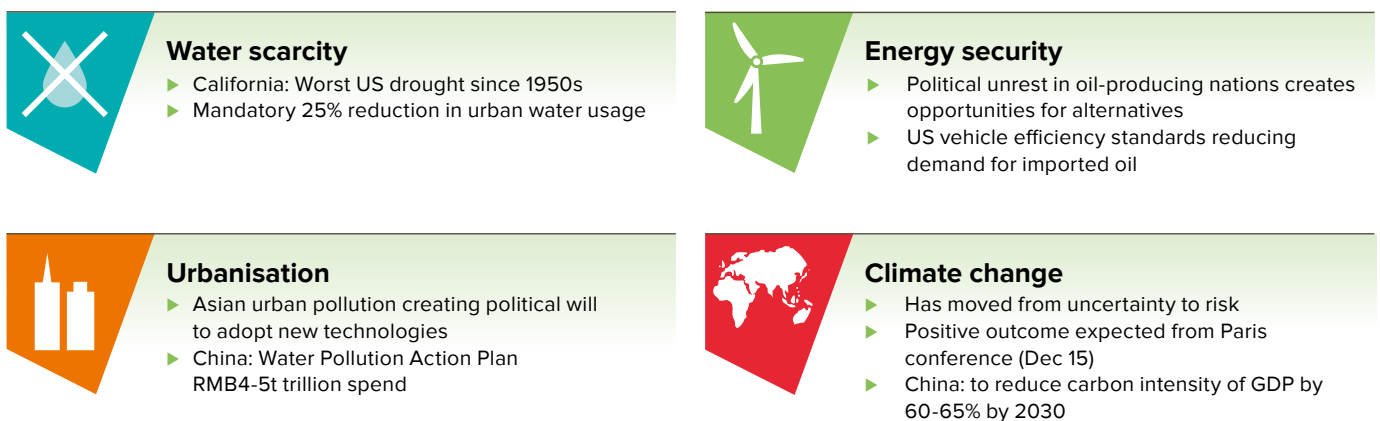 Water scarcity
▶ California: Worst US drought since 1950s
▶ Mandatory 25% reduction in urban water usage
Energy security
▶ Political unrest in oil-producing nations creates
opportunities for alternatives
▶ US vehicle efficiency standards reducing
demand for imported oil
Urbanisation
▶ Asian urban pollution creating political will
to adopt new technologies
▶ China: Water Pollution Action Plan
RMB4-5t trillion spend
Climate change
▶ Has moved from uncertainty to risk
▶ Positive outcome expected from Paris
conference (Dec 15)
▶ China: to reduce carbon intensity of GDP by
60-65% by 2030